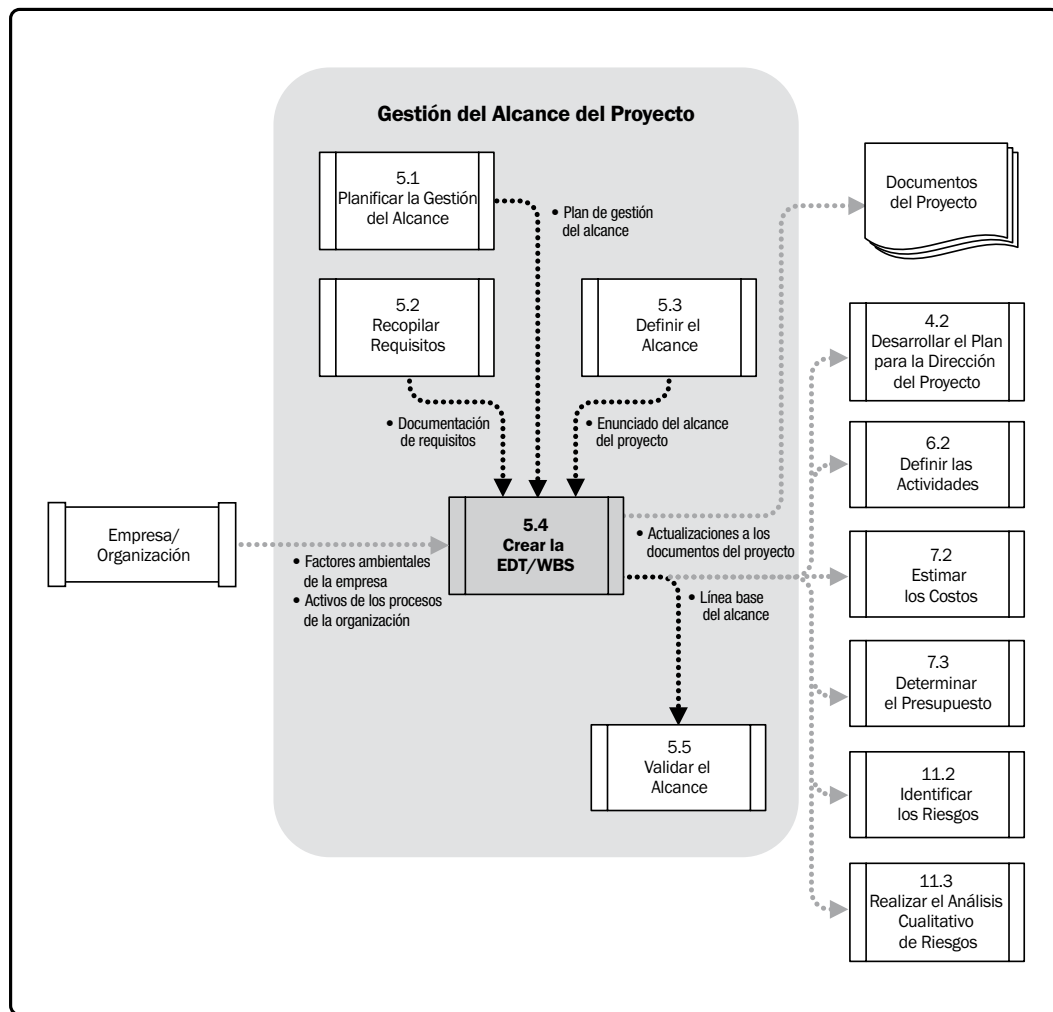 Gestión del Alcance del Proyecto
5.1
Planificar la Gestión
del Alcance
• Plan de gestión
del alcance
5.2
Recopilar
Requisitos
5.3
Definir el
Alcance
• Documentación
de requisitos
• Enunciado del alcance
del proyecto
Empresa/
Organización
• Factores ambientales
de la empresa
• Activos de los procesos
de la organización
5.4
Crear la
EDT/WBS
• Actualizaciones a los
documentos del proyecto
• Línea base
del alcance
5.5
Validar el
Alcance
Documentos
del Proyecto
4.2
Desarrollar el Plan
para la Dirección
del Proyecto
6.2
Definir las
Actividades
7.2
Estimar
los Costos
7.3
Determinar
el Presupuesto
11.2
Identificar
los Riesgos
11.3
Realizar el Análisis
Cualitativo
de Riesgos